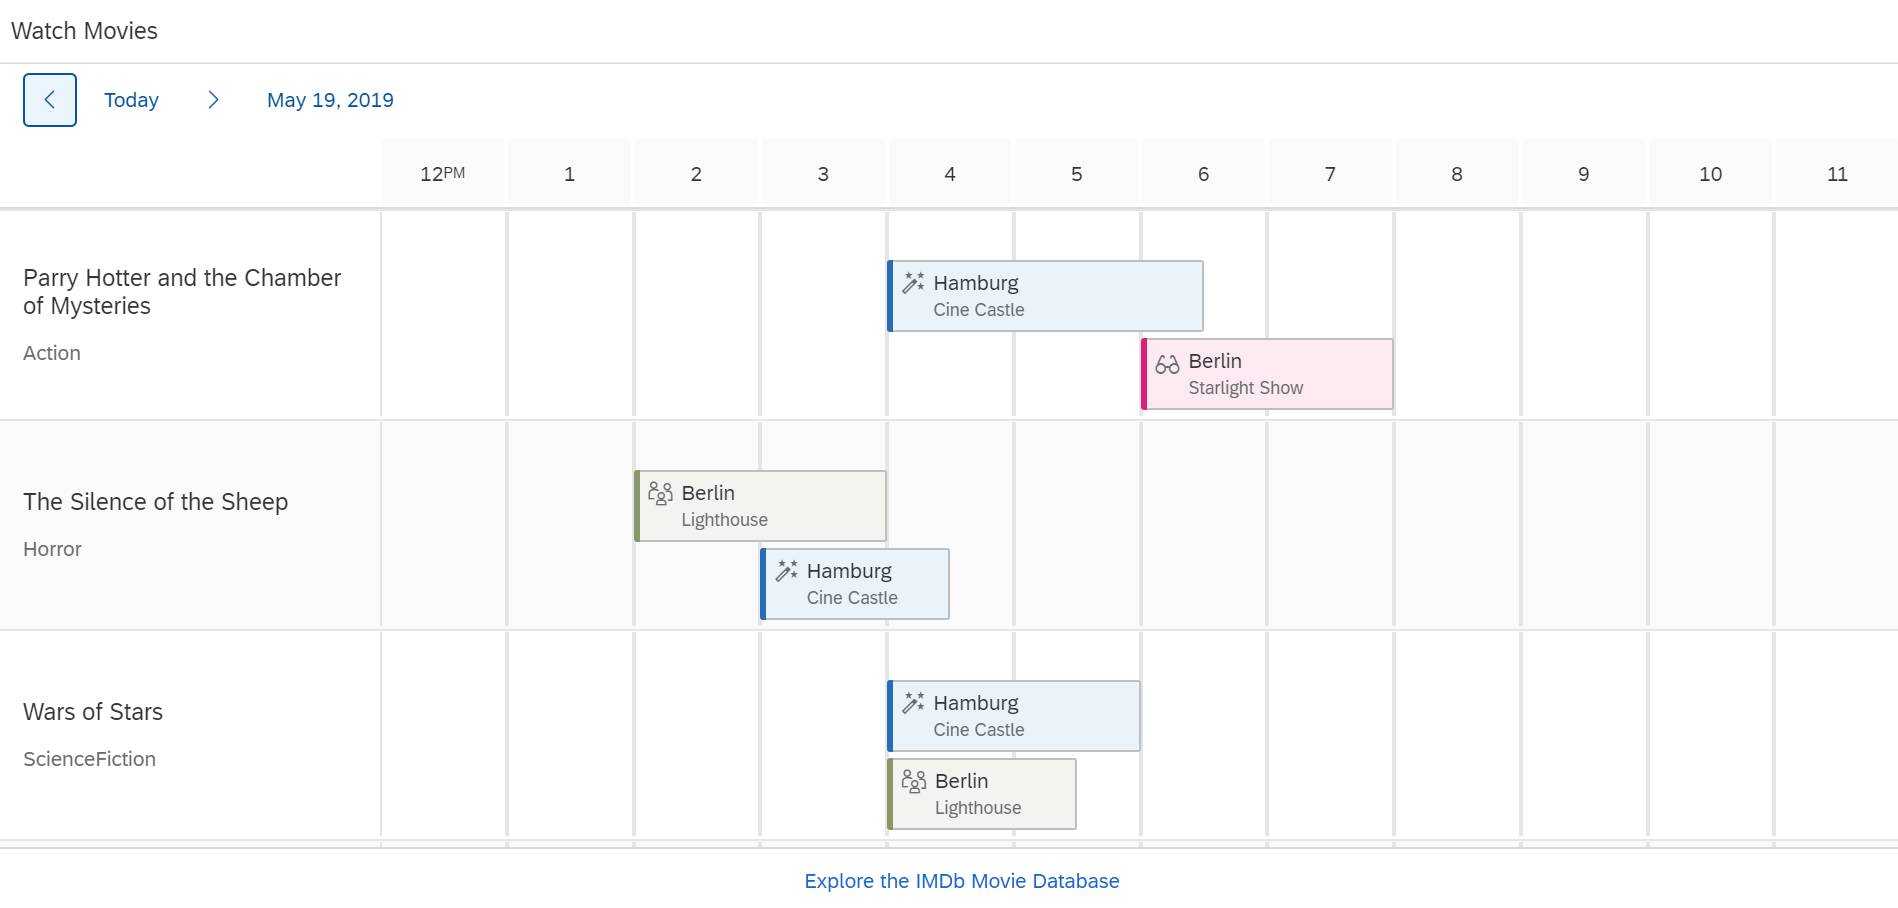 Watch Movies
Today
May 19, 2019
12PM 1 2 3 4 5 6 7 8 9 10 11
Parry Hotter and the Chamber
of Mysteries
Action
Hamburg
Cine Castle
Berlin
Starlight Show
The Silence of the Sheep
Horror
Berlin
Lighthouse
Hamburg
Cine Castle
Wars of Stars
ScienceFiction
Hamburg
Cine Castle
Berlin
Lighthouse
Explore the IMDb Movie Database